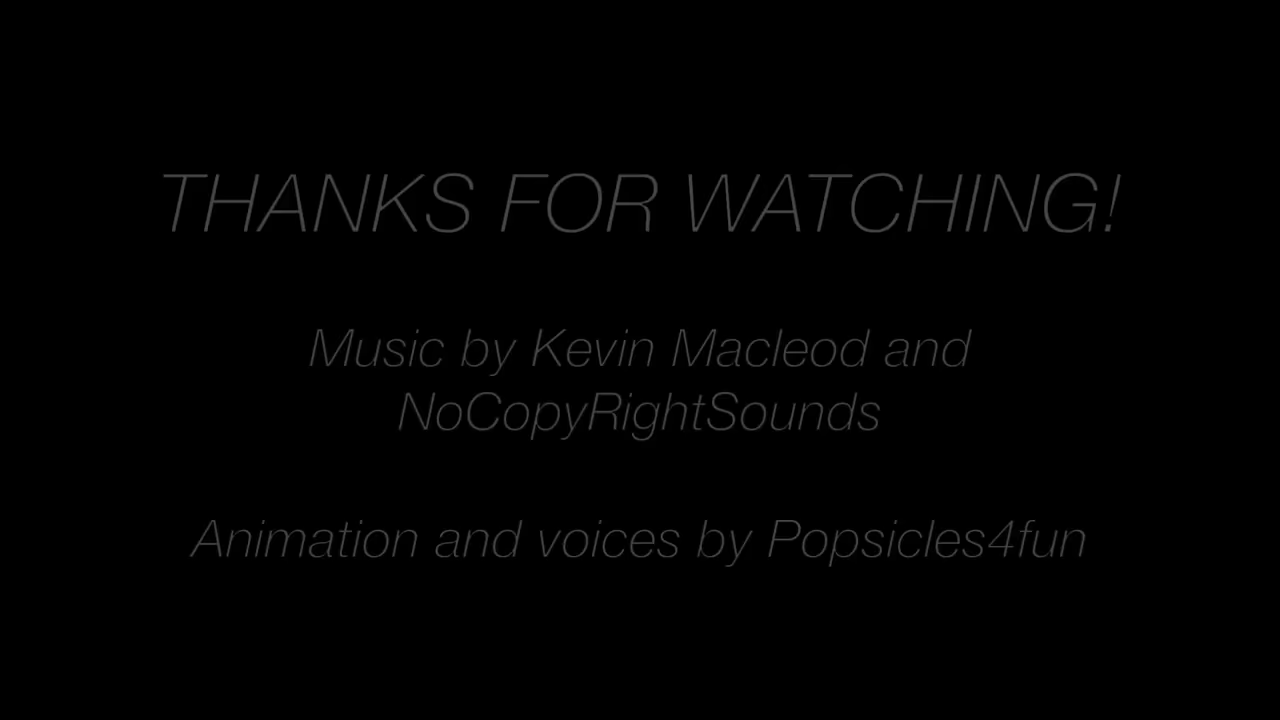 THANKS FOR WATCHING!
Music by Kevin Macleod and
NoCopyRightSounds
Animation and voices by Popsicles4fun